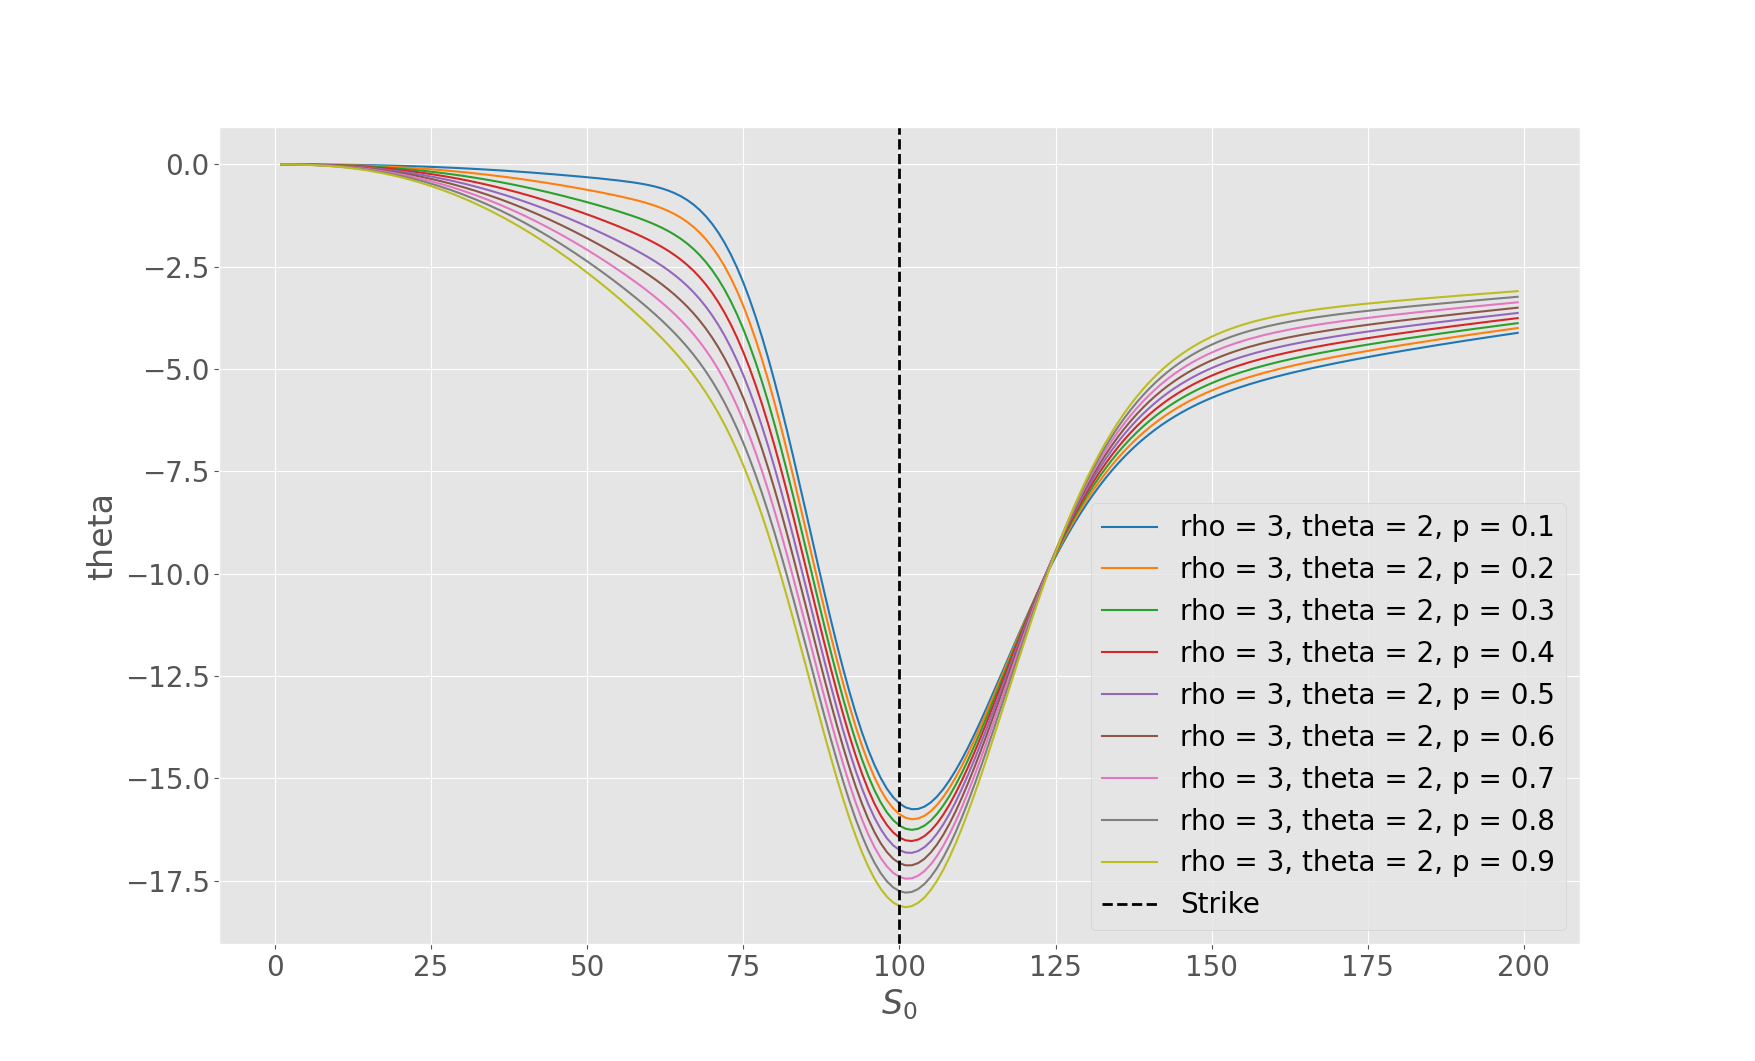 0.0
−2.5
−5.0
−7.5
−10.0
−12.5
−15.0
−17.5
theta
0 25 50 75 100 125 150 175 200
S₀
rho = 3, theta = 2, p = 0.1
rho = 3, theta = 2, p = 0.2
rho = 3, theta = 2, p = 0.3
rho = 3, theta = 2, p = 0.4
rho = 3, theta = 2, p = 0.5
rho = 3, theta = 2, p = 0.6
rho = 3, theta = 2, p = 0.7
rho = 3, theta = 2, p = 0.8
rho = 3, theta = 2, p = 0.9
Strike